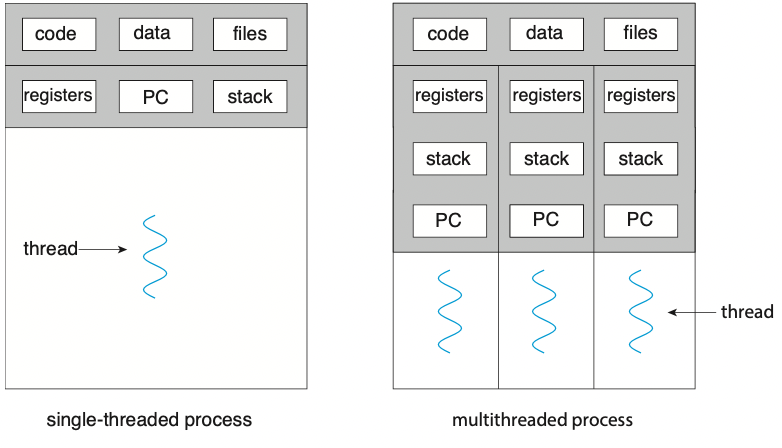 code data files
registers PC stack
thread
single-threaded process
code data files
registers registers registers
stack stack stack
PC PC PC
thread
multithreaded process